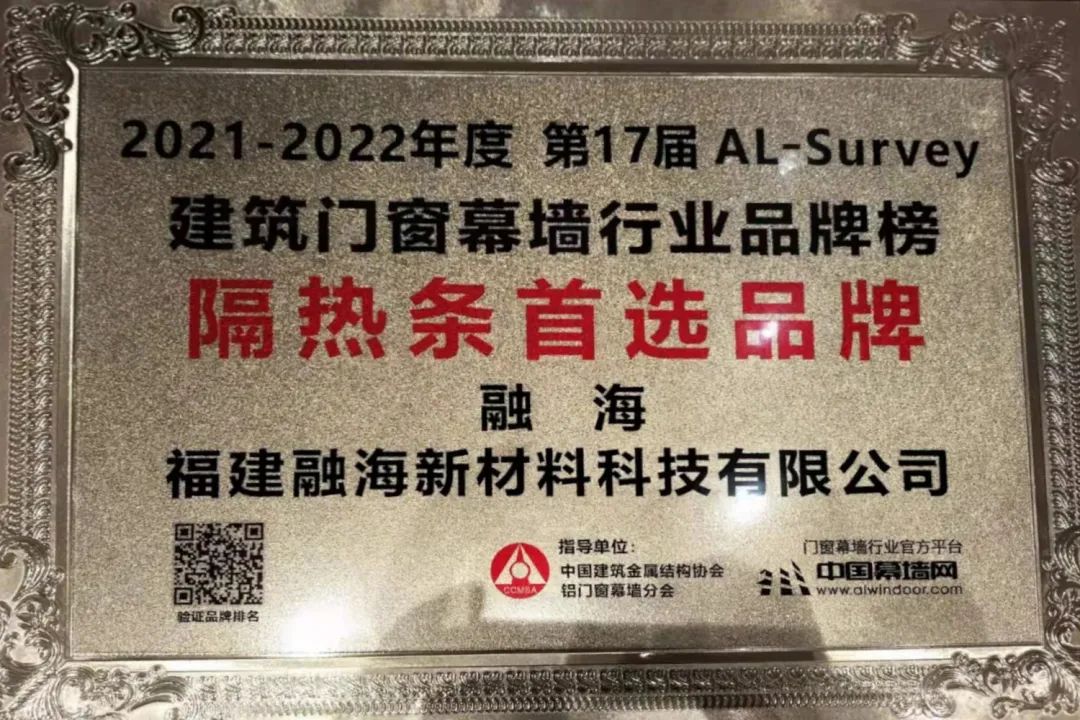 2021-2022年度 第17届 AL-Survey
建筑门窗幕墙行业品牌榜
隔热条首选品牌
融 海
福建融海新材料科技有限公司
验证品牌排名
CCMSA
指导单位:
中国建筑金属结构协会
铝门窗幕墙分会
门窗幕墙行业官方平台
中国幕墙网
www.alwindoor.com